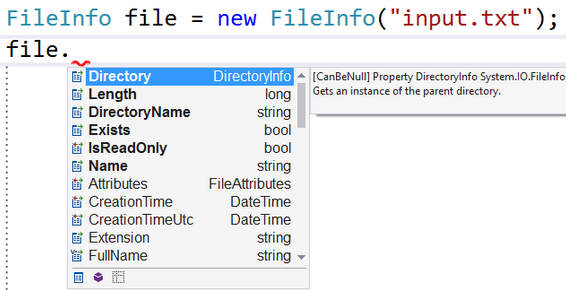 FileInfo file = new FileInfo("input.txt");
file.
Directory DirectoryInfo
Length long
DirectoryName string
Exists bool
IsReadOnly bool
Name string
Attributes FileAttributes
CreationTime DateTime
CreationTimeUtc DateTime
Extension string
FullName string
[CanBeNull] Property DirectoryInfo System.IO.FileInfo
Gets an instance of the parent directory.